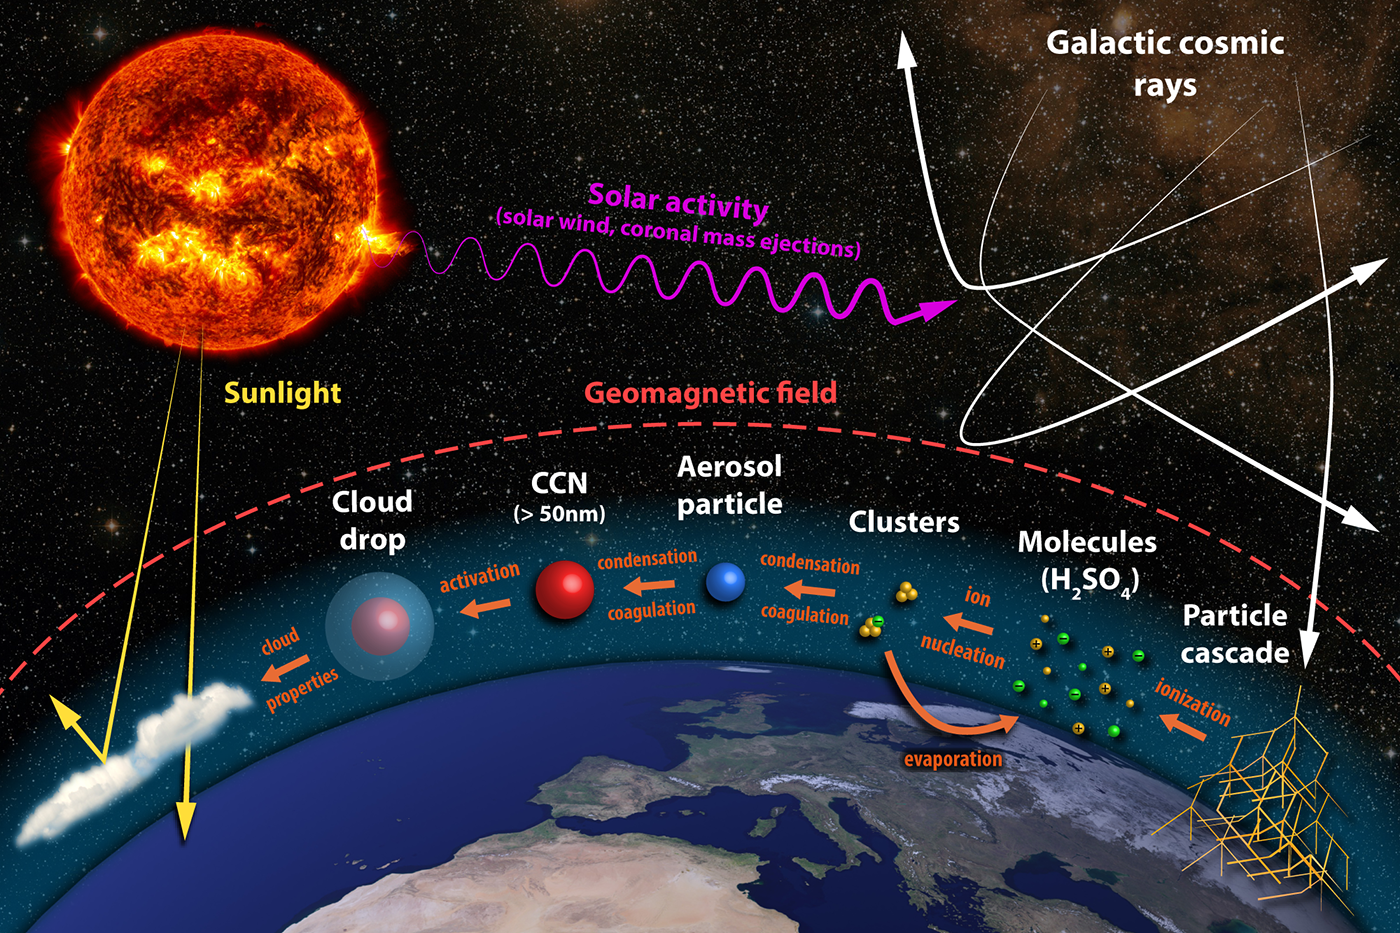 Galactic cosmic
rays
Solar activity
(solar wind, coronal mass ejections)
Sunlight
Geomagnetic field
Cloud
drop
CCN
(> 50nm)
Aerosol
particle
Clusters
Molecules
(H₂SO₄)
Particle
cascade
cloud
properties
activation
condensation
coagulation
condensation
coagulation
ion
nucleation
ionization
evaporation
+
-
+
-
-
-
+
-
+